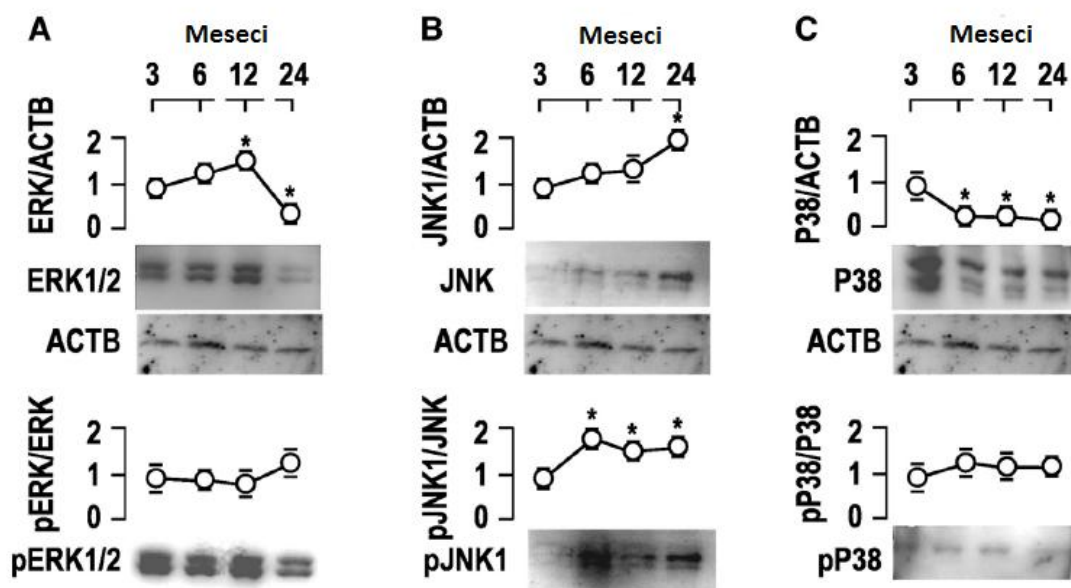 A
Meseci
3 6 12 24
ERK/ACTB
2
1
0
*
*
ERK1/2
ACTB
pERK/ERK
2
1
0
pERK1/2
B
Meseci
3 6 12 24
JNK1/ACTB
2
1
0
*
JNK
ACTB
pJNK1/JNK
2
1
0
* * *
pJNK1
C
Meseci
3 6 12 24
P38/ACTB
2
1
0
* * *
P38
ACTB
pP38/P38
2
1
0
pP38